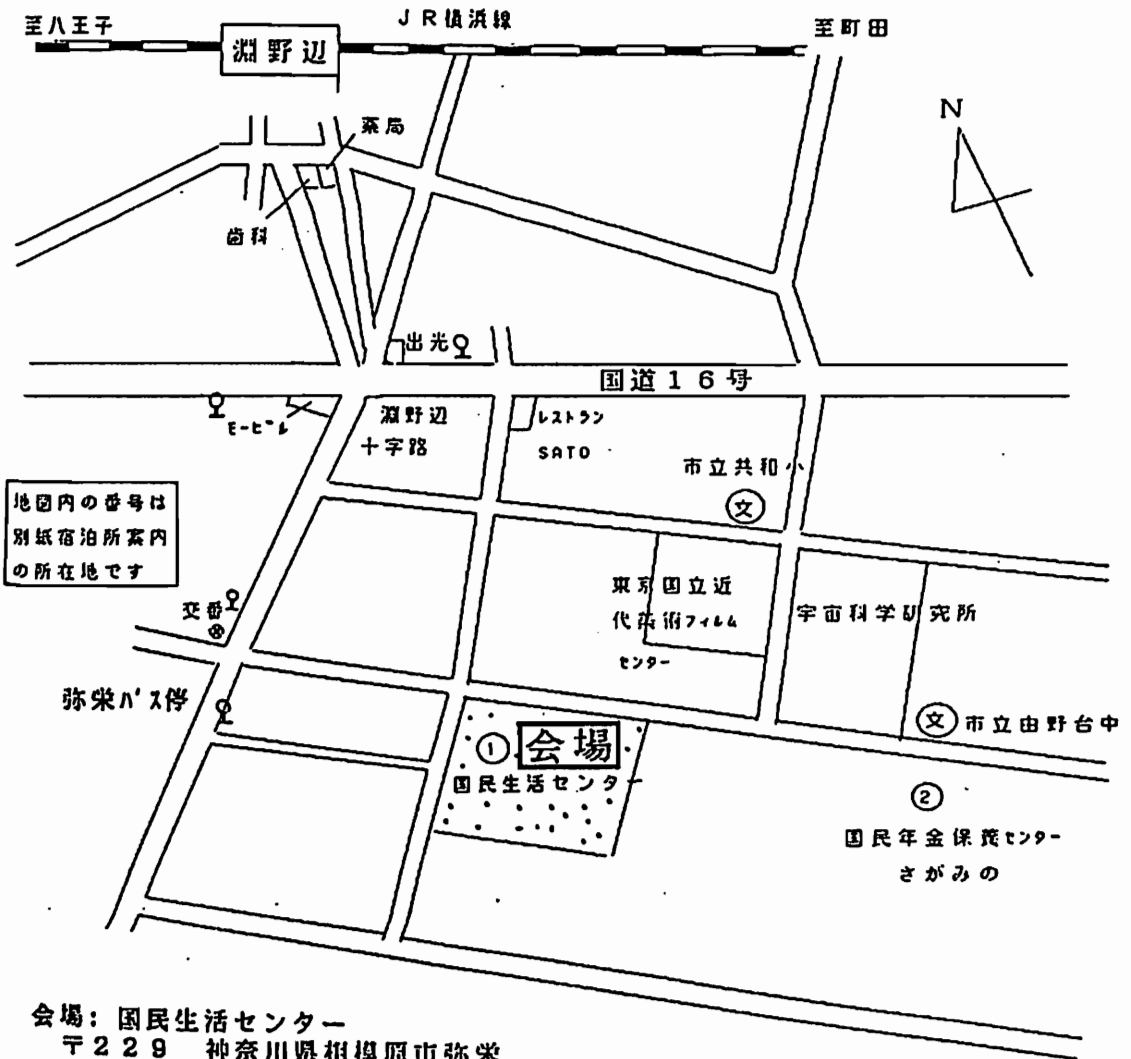 至八王子
JR横浜線
至町田
淵野辺
薬局
N
歯科
出光
国道16号
モービル
淵野辺
十字路
レストラン
SATO
市立共和小
文
地図内の番号は
別紙宿泊所案内
の所在地です
東京国立近
代美術フィルム
センター
宇宙科学研究所
交番
弥栄バス停
文 市立由野台中
① 会場
国民生活センター
②
国民年金保養センター
さがみの
会場: 国民生活センター
〒229 神奈川県相模原市弥栄